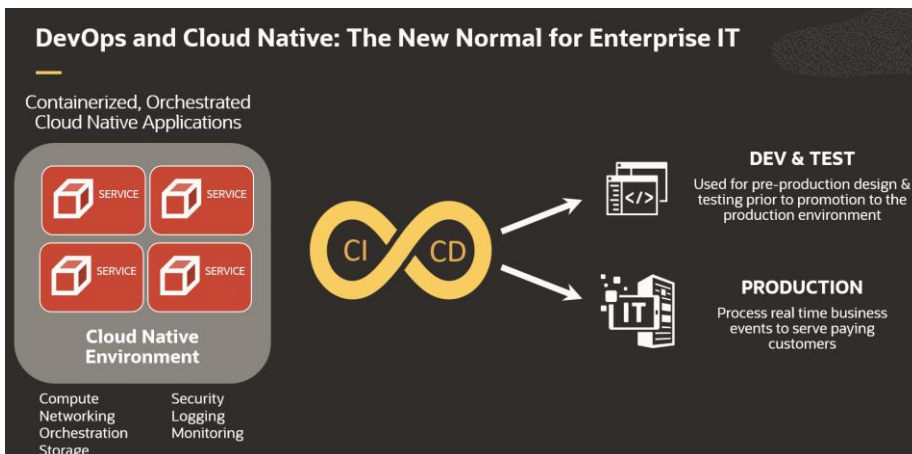 DevOps and Cloud Native: The New Normal for Enterprise IT
Containerized, Orchestrated
Cloud Native Applications
SERVICE
SERVICE
SERVICE
SERVICE
Cloud Native
Environment
Compute
Networking
Orchestration
Storage
Security
Logging
Monitoring
CI
CD
DEV & TEST
Used for pre-production design &
testing prior to promotion to the
production environment
</>
IT
PRODUCTION
Process real time business
events to serve paying
customers